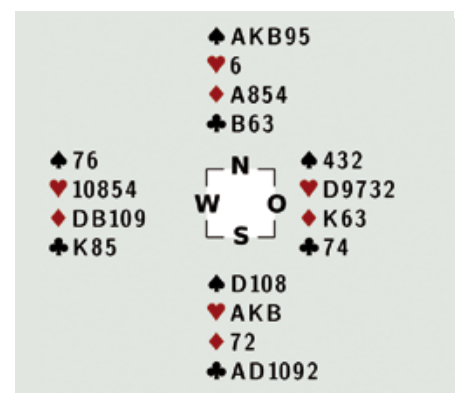 ♠ AKB95
♥ 6
♦ A854
♣ B63
♠ 76
♥ 10854
♦ DB109
♣ K85
N
W O
S
♠ 432
♥ D9732
♦ K63
♣ 74
♠ D108
♥ AKB
♦ 72
♣ AD1092